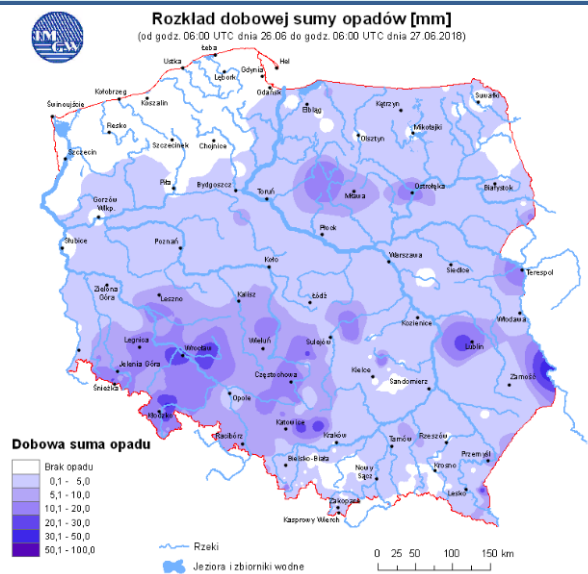 IM
GW
Rozkład dobowej sumy opadów [mm]
(od godz. 06:00 UTC dnia 26.06 do godz. 06:00 UTC dnia 27.06.2018)
Łeba
Ustka
Hel
Lębork
Gdynia
Gdańsk
Kołobrzeg
Koszalin
Świnoujście
Elbląg
Kętrzyn
Suwałki
Resko
Szczecinek
Chojnice
Olsztyn
Mikołajki
Szczecin
Piła
Bydgoszcz
Toruń
Mława
Ostrołęka
Białystok
Gorzów
Wlkp.
Płock
Słubice
Poznań
Koło
Warszawa
Siedlce
Terespol
Zielona
Góra
Leszno
Kalisz
Łódź
Kozienice
Włodawa
Legnica
Wrocław
Wieluń
Sulejów
Lublin
Jelenia Góra
Śnieżka
Częstochowa
Kielce
Sandomierz
Zamość
Opole
Kłodzko
Katowice
Racibórz
Kraków
Tarnów
Rzeszów
Przemyśl
Bielsko-Biała
Nowy
Sącz
Krosno
Lesko
Zakopane
Kasprowy Wierch
Dobowa suma opadu
Brak opadu
0,1 - 5,0
5,1 - 10,0
10,1 - 20,0
20,1 - 30,0
30,1 - 50,0
50,1 - 100,0
Rzeki
Jeziora i zbiorniki wodne
0 25 50 100 150 km